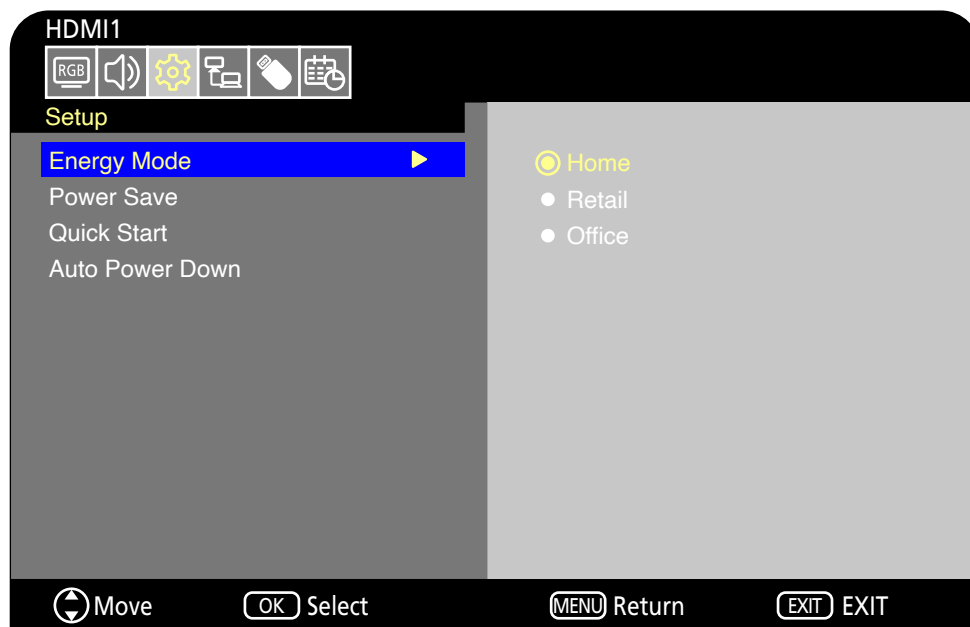 HDMI1
RGB
Setup
Energy Mode
Power Save
Quick Start
Auto Power Down
Home
Retail
Office
Move OK Select MENU Return EXIT EXIT